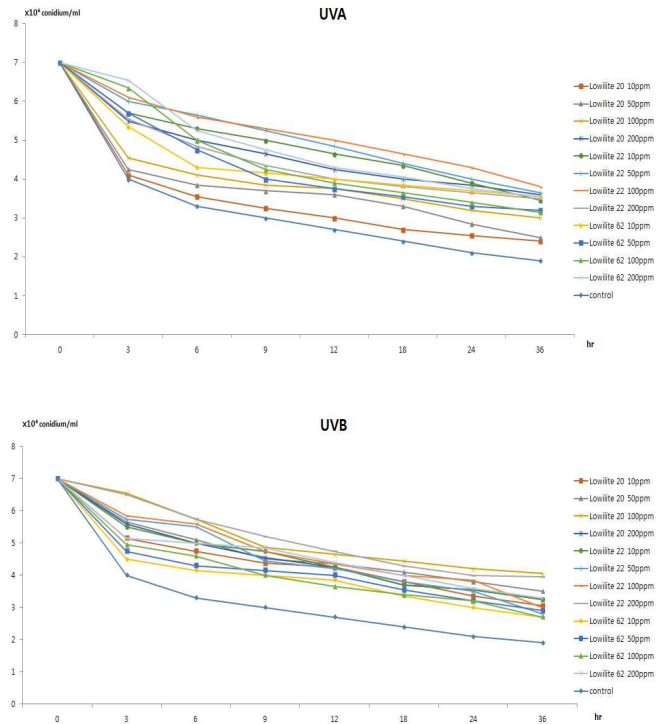 x10⁶ conidium/ml
UVA
8
7
6
5
4
3
2
1
0
0 3 6 9 12 18 24 36
hr
Lowilite 20 10ppm
Lowilite 20 50ppm
Lowilite 20 100ppm
Lowilite 20 200ppm
Lowilite 22 10ppm
Lowilite 22 50ppm
Lowilite 22 100ppm
Lowilite 22 200ppm
Lowilite 62 10ppm
Lowilite 62 50ppm
Lowilite 62 100ppm
Lowilite 62 200ppm
control
x10⁶ conidium/ml
UVB
8
7
6
5
4
3
2
1
0
0 3 6 9 12 18 24 36
hr
Lowilite 20 10ppm
Lowilite 20 50ppm
Lowilite 20 100ppm
Lowilite 20 200ppm
Lowilite 22 10ppm
Lowilite 22 50ppm
Lowilite 22 100ppm
Lowilite 22 200ppm
Lowilite 62 10ppm
Lowilite 62 50ppm
Lowilite 62 100ppm
Lowilite 62 200ppm
control